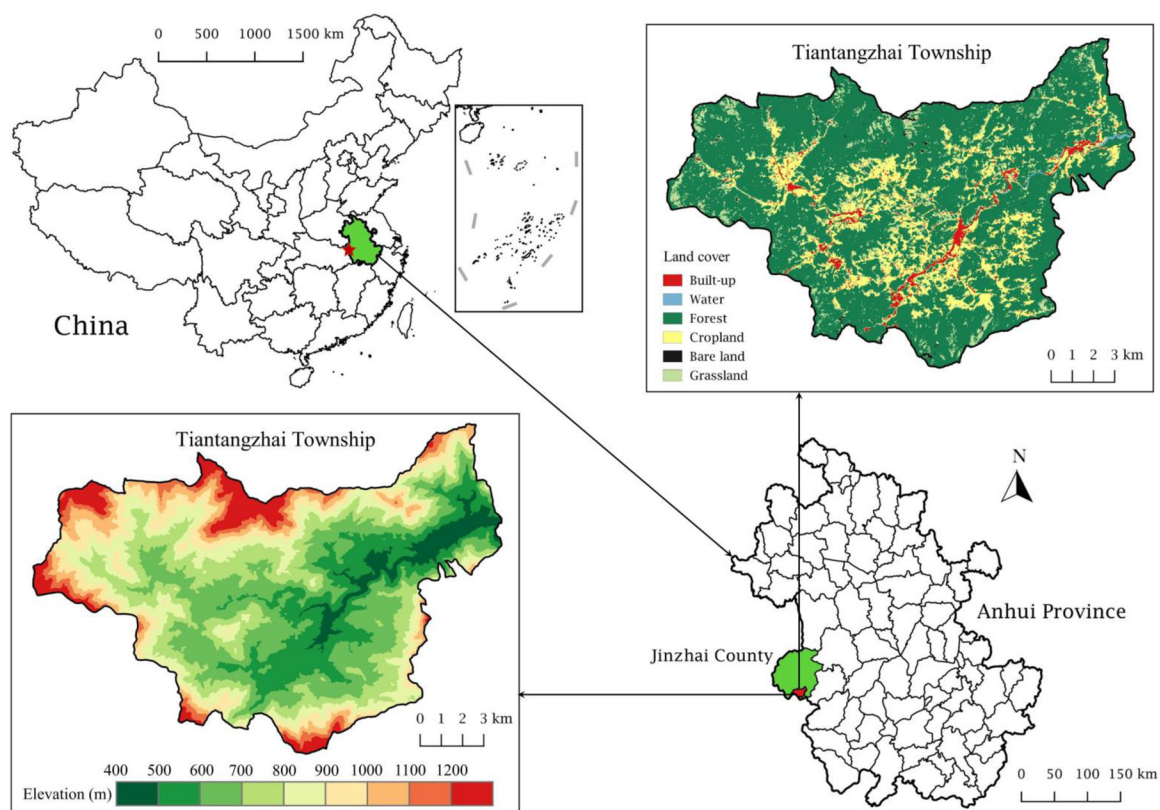 0 500 1000 1500 km
China
Tiantangzhai Township
Land cover
Built-up
Water
Forest
Cropland
Bare land
Grassland
0 1 2 3 km
Tiantangzhai Township
0 1 2 3 km
400 500 600 700 800 900 1000 1100 1200
Elevation (m)
N
Anhui Province
Jinzhai County
0 50 100 150 km